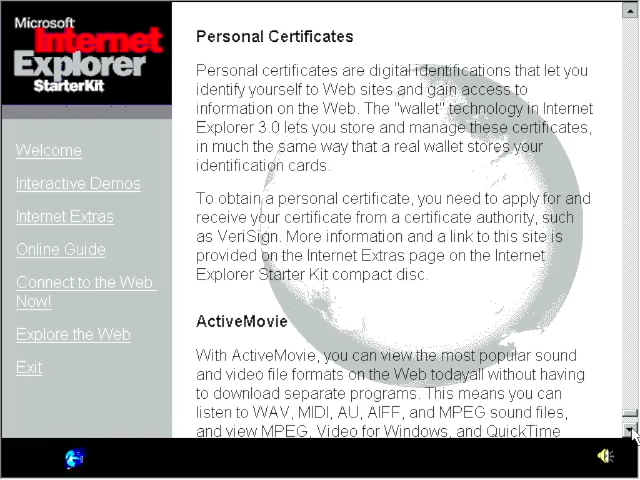 Microsoft
Internet
Explorer
StarterKit
Welcome
Interactive Demos
Internet Extras
Online Guide
Connect to the Web
Now!
Explore the Web
Exit
Personal Certificates
Personal certificates are digital identifications that let you
identify yourself to Web sites and gain access to
information on the Web. The "wallet" technology in Internet
Explorer 3.0 lets you store and manage these certificates,
in much the same way that a real wallet stores your
identification cards.
To obtain a personal certificate, you need to apply for and
receive your certificate from a certificate authority, such
as VeriSign. More information and a link to this site is
provided on the Internet Extras page on the Internet
Explorer Starter Kit compact disc.
ActiveMovie
With ActiveMovie, you can view the most popular sound
and video file formats on the Web todayall without having
to download separate programs. This means you can
listen to WAV, MIDI, AU, AIFF, and MPEG sound files,
and view MPEG, Video for Windows, and QuickTime